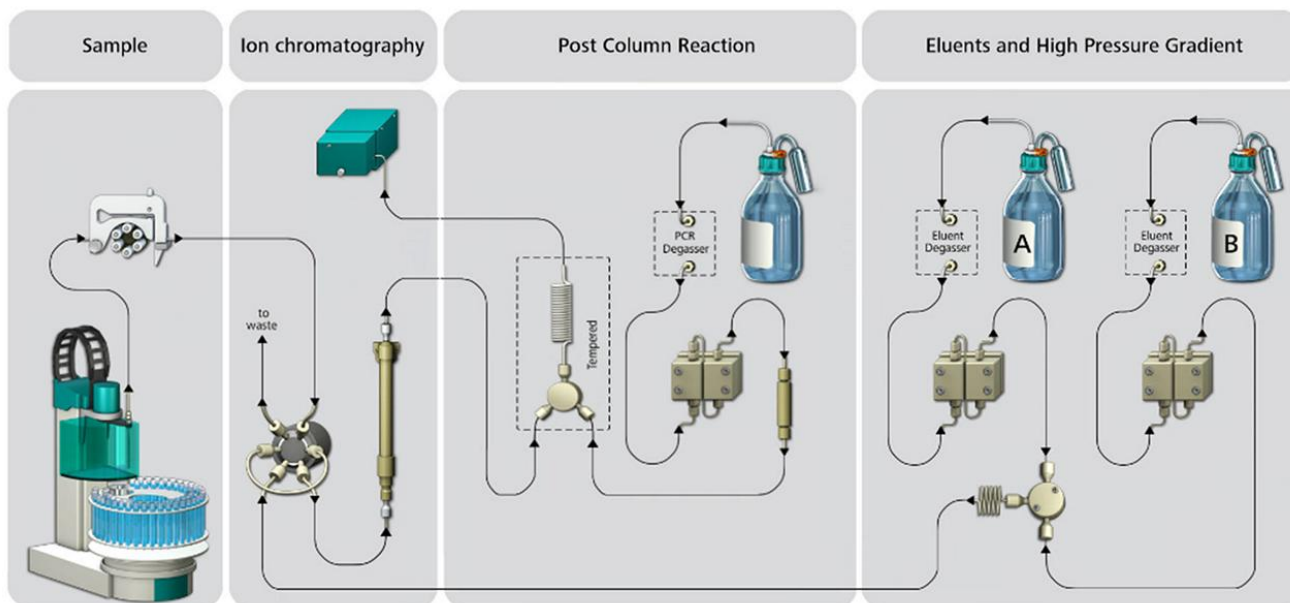 Sample
Ion chromatography
Post Column Reaction
Eluents and High Pressure Gradient
PCR
Degasser
Eluent
Degasser
A
Eluent
Degasser
B
to
waste
Tempered